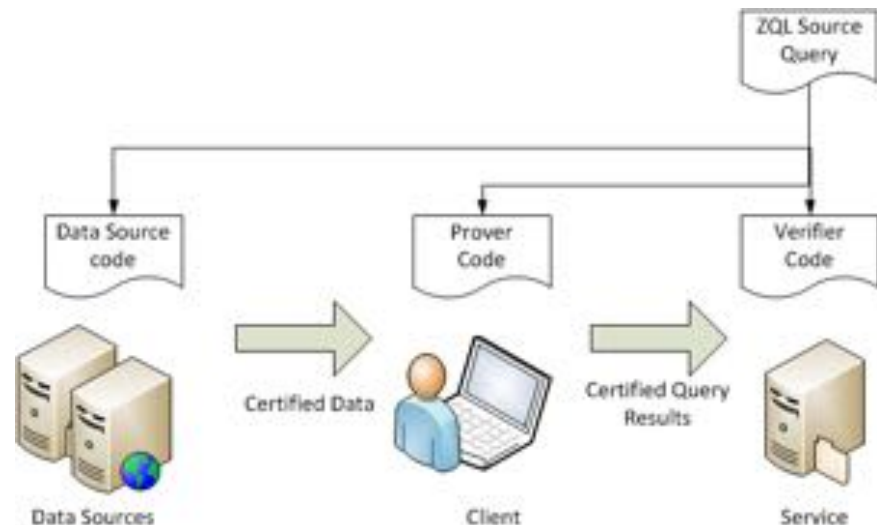 ZQL Source
Query
Data Source
code
Prover
Code
Verifier
Code
Certified Data
Certified Query
Results
Data Sources
Client
Service